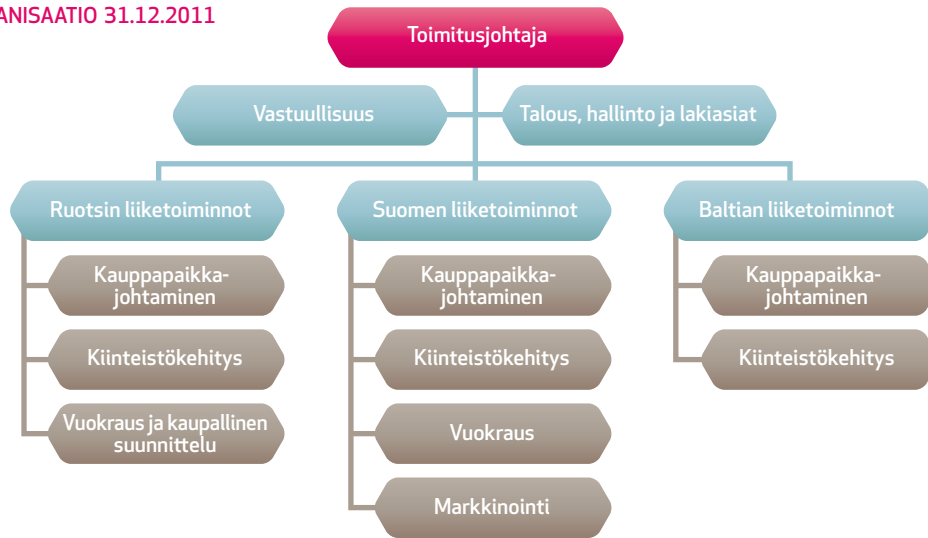 ANISAATIO 31.12.2011
Toimitusjohtaja
Vastuullisuus
Talous, hallinto ja lakiasiat
Ruotsin liiketoiminnot
Suomen liiketoiminnot
Baltian liiketoiminnot
Kauppapaikka-
johtaminen
Kauppapaikka-
johtaminen
Kauppapaikka-
johtaminen
Kiinteistökehitys
Kiinteistökehitys
Kiinteistökehitys
Vuokraus ja kaupallinen
suunnittelu
Vuokraus
Markkinointi